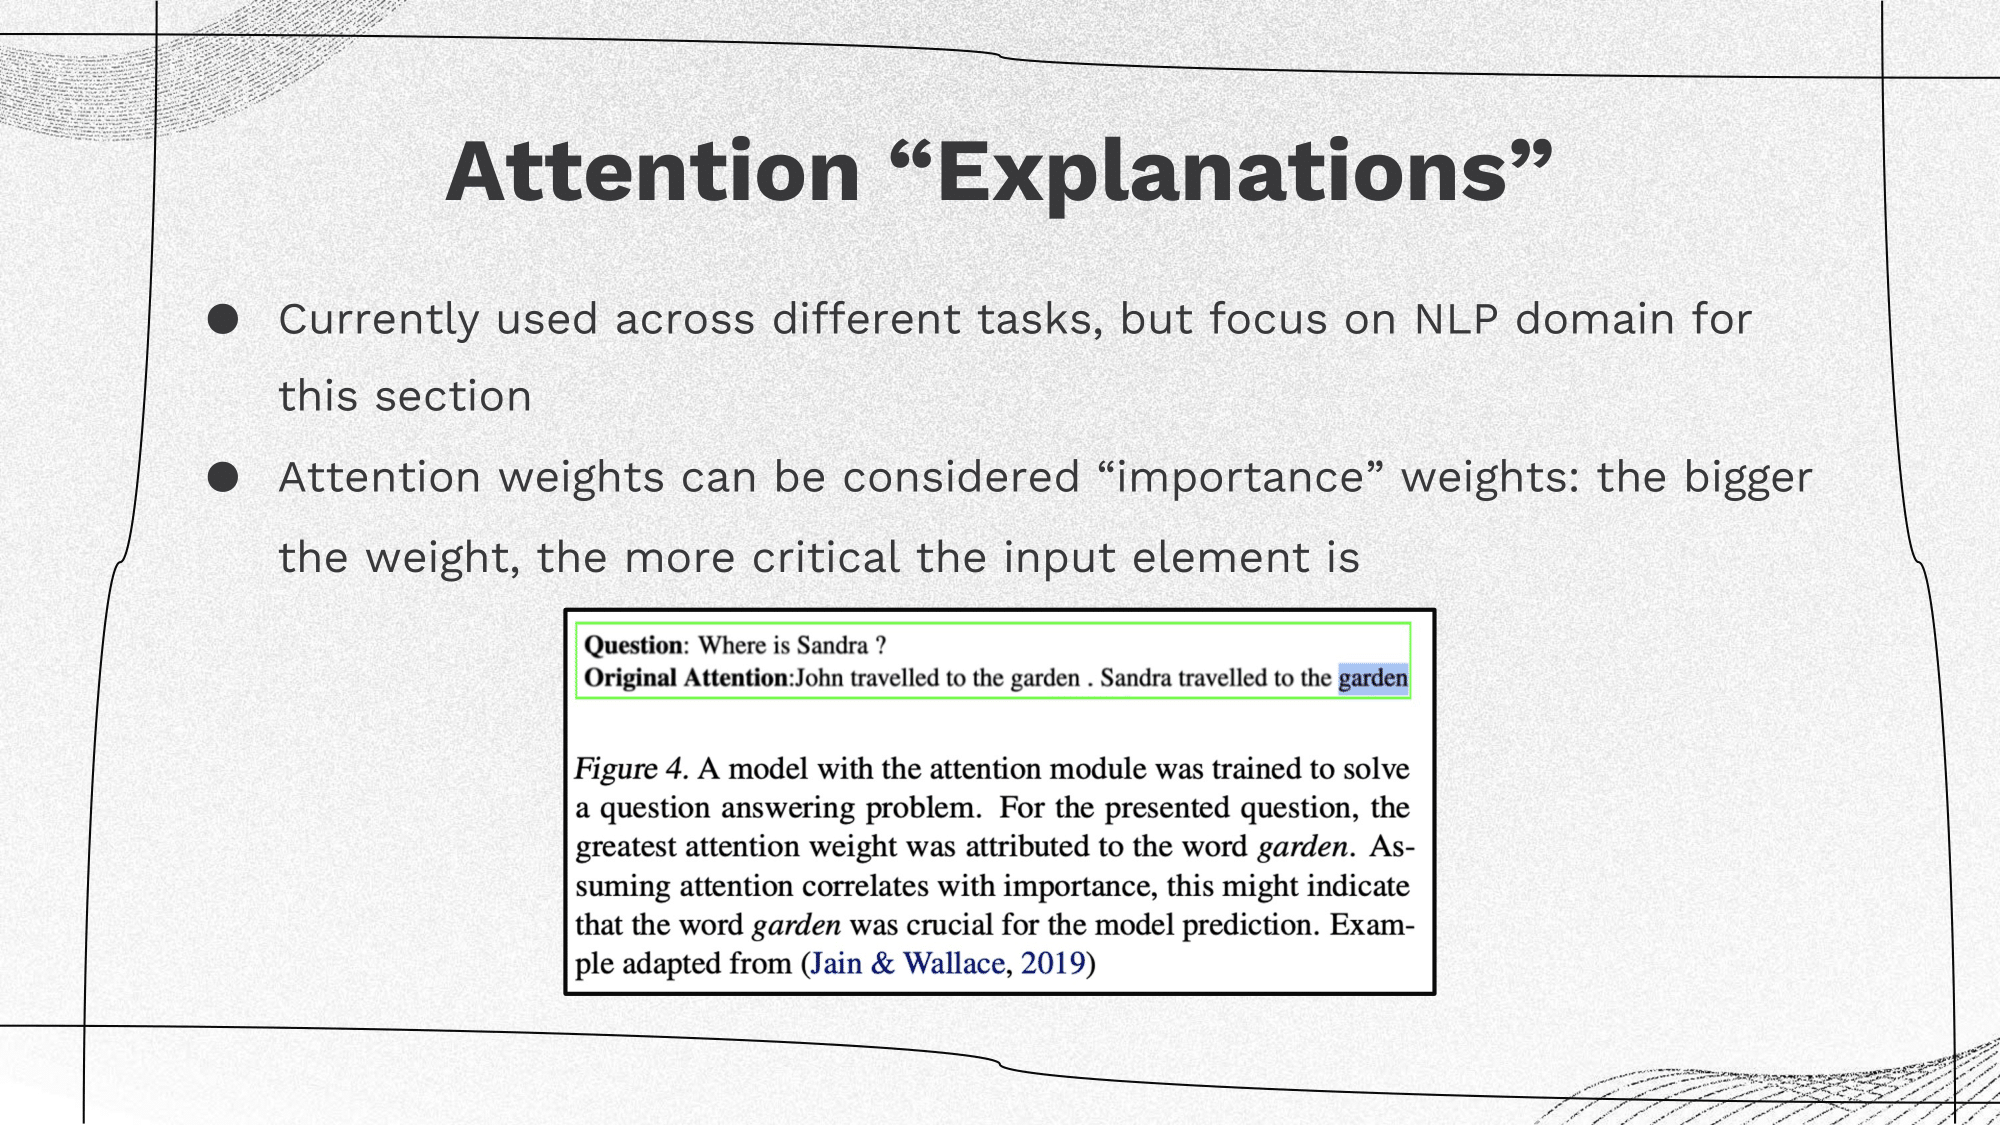 Attention “Explanations”
● Currently used across different tasks, but focus on NLP domain for
this section
● Attention weights can be considered “importance” weights: the bigger
the weight, the more critical the input element is
Question: Where is Sandra ?
Original Attention:John travelled to the garden . Sandra travelled to the garden
Figure 4. A model with the attention module was trained to solve
a question answering problem. For the presented question, the
greatest attention weight was attributed to the word garden. As-
suming attention correlates with importance, this might indicate
that the word garden was crucial for the model prediction. Exam-
ple adapted from (Jain & Wallace, 2019)